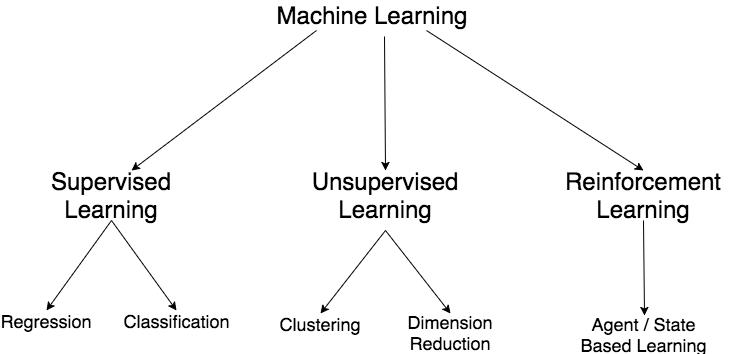 Machine Learning
Supervised
Learning
Unsupervised
Learning
Reinforcement
Learning
Regression
Classification
Clustering
Dimension
Reduction
Agent / State
Based Learning